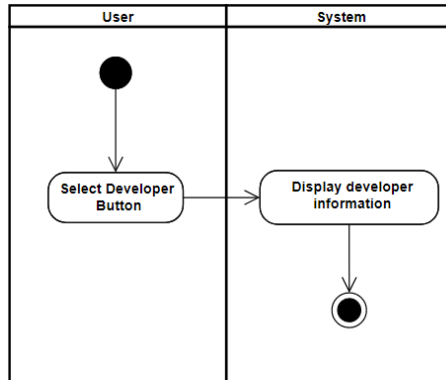 User
System
Select Developer
Button
Display developer
information